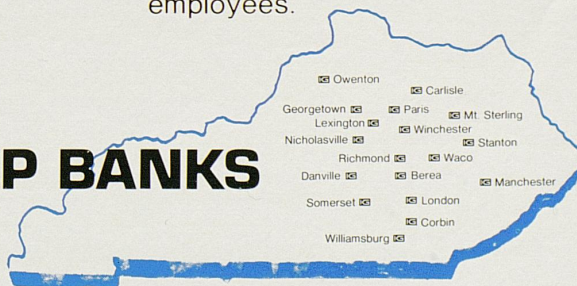 employees.
Owenton
Carlisle
Georgetown
Paris
Mt. Sterling
Lexington
Winchester
Nicholasville
Stanton
Richmond
Waco
P BANKS
Danville
Berea
Manchester
Somerset
London
Corbin
Williamsburg